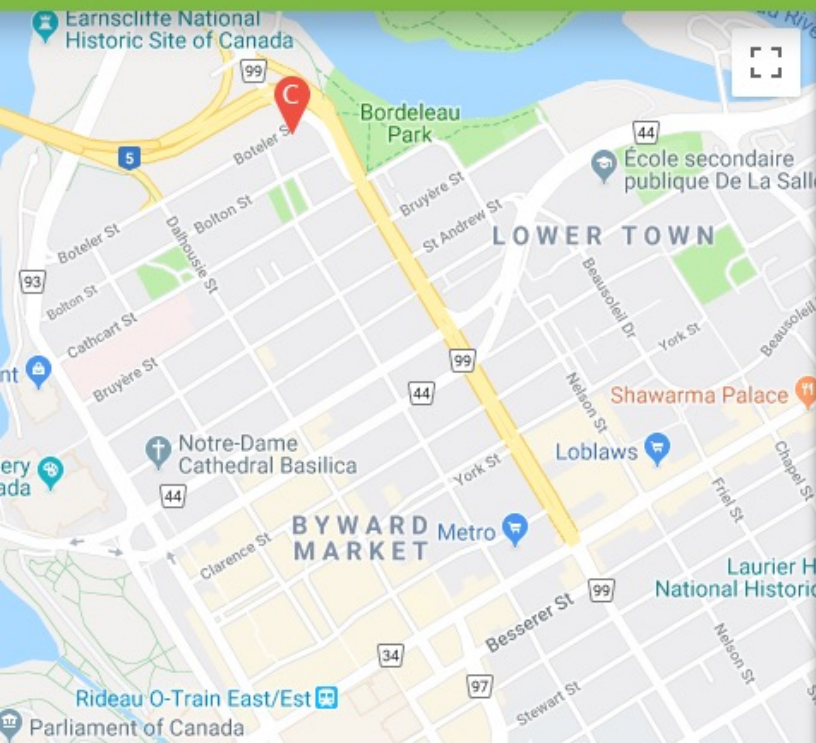 Earnscliffe National
Historic Site of Canada
99
C
Bordeleau
Park
44
5
Boteler St
École secondaire
publique De La Salle
Bruyère St
Bolton St
St Andrew St
LOWER TOWN
Boteler St
Dalhousie St
93
Bolton St
Beausoleil Dr
Cathcart St
York St
Beausoleil
99
nt
Bruyère St
44
Nelson St
Shawarma Palace
Notre-Dame
Cathedral Basilica
Loblaws
ery
ada
44
York St
Chapel St
Friel St
BYWARD
MARKET
Metro
Clarence St
Laurier H
National Historic
99
Besserer St
34
Nelson St
97
Rideau O-Train East/Est
Stewart St
Parliament of Canada